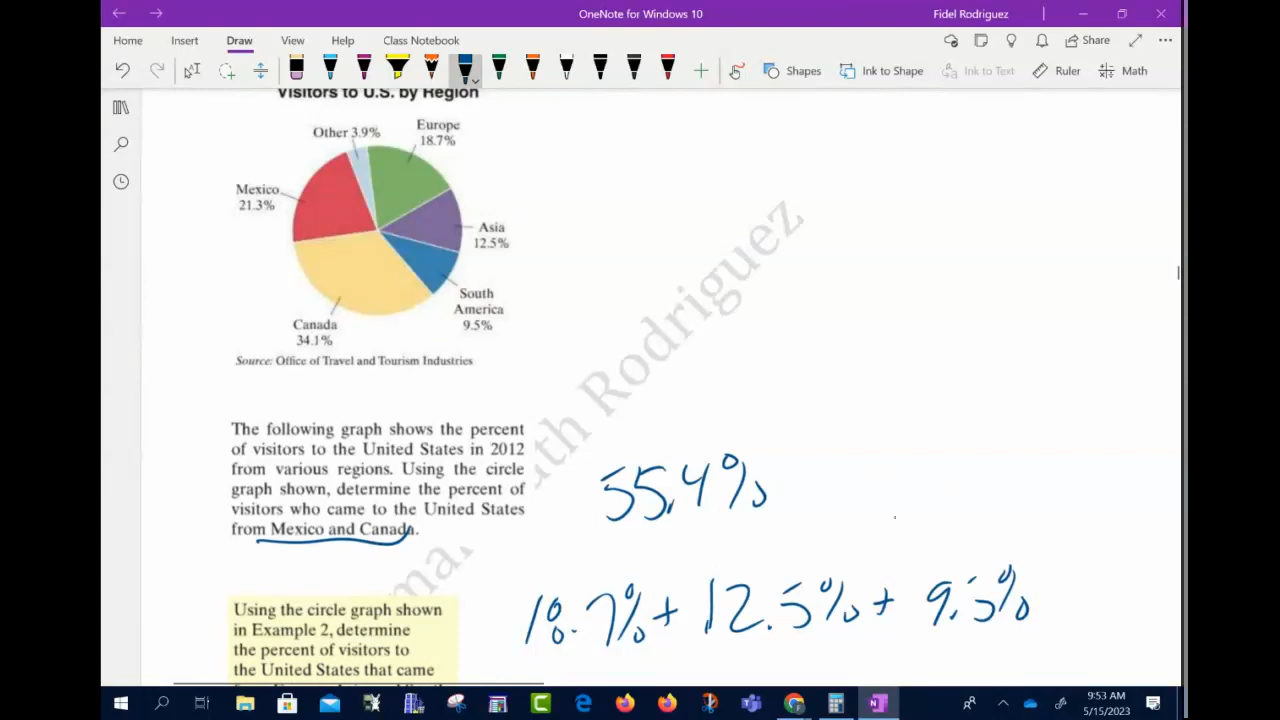 OneNote for Windows 10
Fidel Rodriguez
Home Insert Draw View Help Class Notebook
Share
Shapes Ink to Shape Ink to Text Ruler Math
Visitors to U.S. by Region
Other 3.9%
Europe
18.7%
Mexico
21.3%
Asia
12.5%
South
America
9.5%
Canada
34.1%
Source: Office of Travel and Tourism Industries
The following graph shows the percent
of visitors to the United States in 2012
from various regions. Using the circle
graph shown, determine the percent of
visitors who came to the United States
from Mexico and Canada.
55.4%
18.7% + 12.5% + 9.5%
Using the circle graph shown
in Example 2, determine
the percent of visitors to
the United States that came
Rodriguez
9:53 AM
5/15/2023